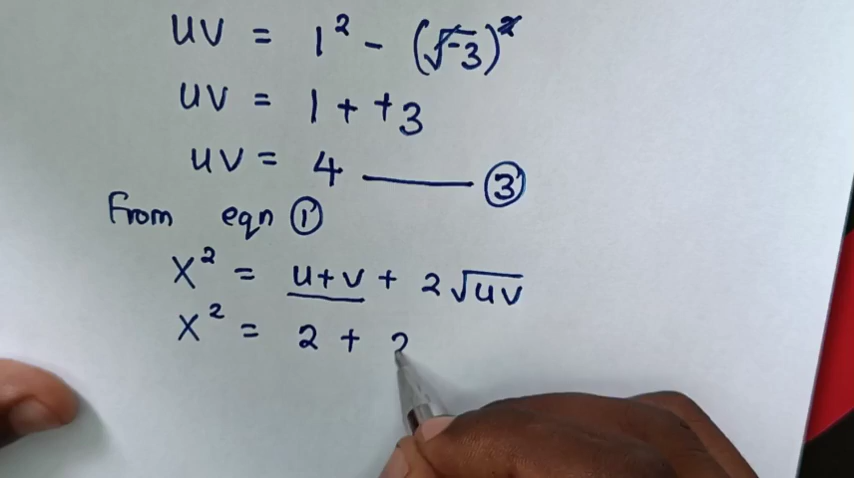 UV = 1² - (√-3)²
UV = 1 + +3
UV = 4 ——— ③
From eqn ①
X² = U+V + 2√UV
X² = 2 + 2